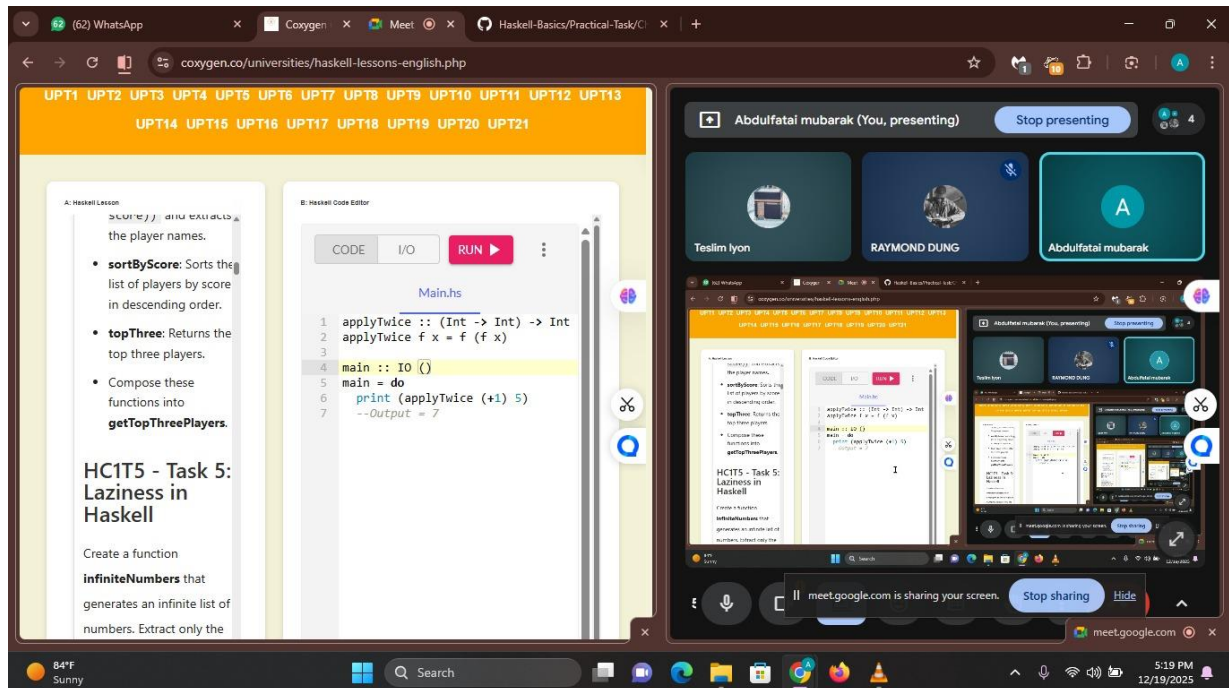 (62) WhatsApp
Coxygen
Meet
Haskell-Basics/Practical-Task/C
coxygen.co/universities/haskell-lessons-english.php
UPT1 UPT2 UPT3 UPT4 UPT5 UPT6 UPT7 UPT8 UPT9 UPT10 UPT11 UPT12 UPT13
UPT14 UPT15 UPT16 UPT17 UPT18 UPT19 UPT20 UPT21
A: Haskell Lesson
score)) and extracts
the player names.
• sortByScore: Sorts the
list of players by score
in descending order.
• topThree: Returns the
top three players.
• Compose these
functions into
getTopThreePlayers.
HC1T5 - Task 5:
Laziness in
Haskell
Create a function
infiniteNumbers that
generates an infinite list of
numbers. Extract only the
B: Haskell Code Editor
CODE I/O RUN
Main.hs
1 applyTwice :: (Int -> Int) -> Int
2 applyTwice f x = f (f x)
3
4 main :: IO ()
5 main = do
6 print (applyTwice (+1) 5)
7 --Output = 7
Abdulfatai mubarak (You, presenting)
Stop presenting
4
Teslim lyon
RAYMOND DUNG
A
Abdulfatai mubarak
meet.google.com is sharing your screen.
Stop sharing
Hide
meet.google.com
84°F
Sunny
Search
5:19 PM
12/19/2025